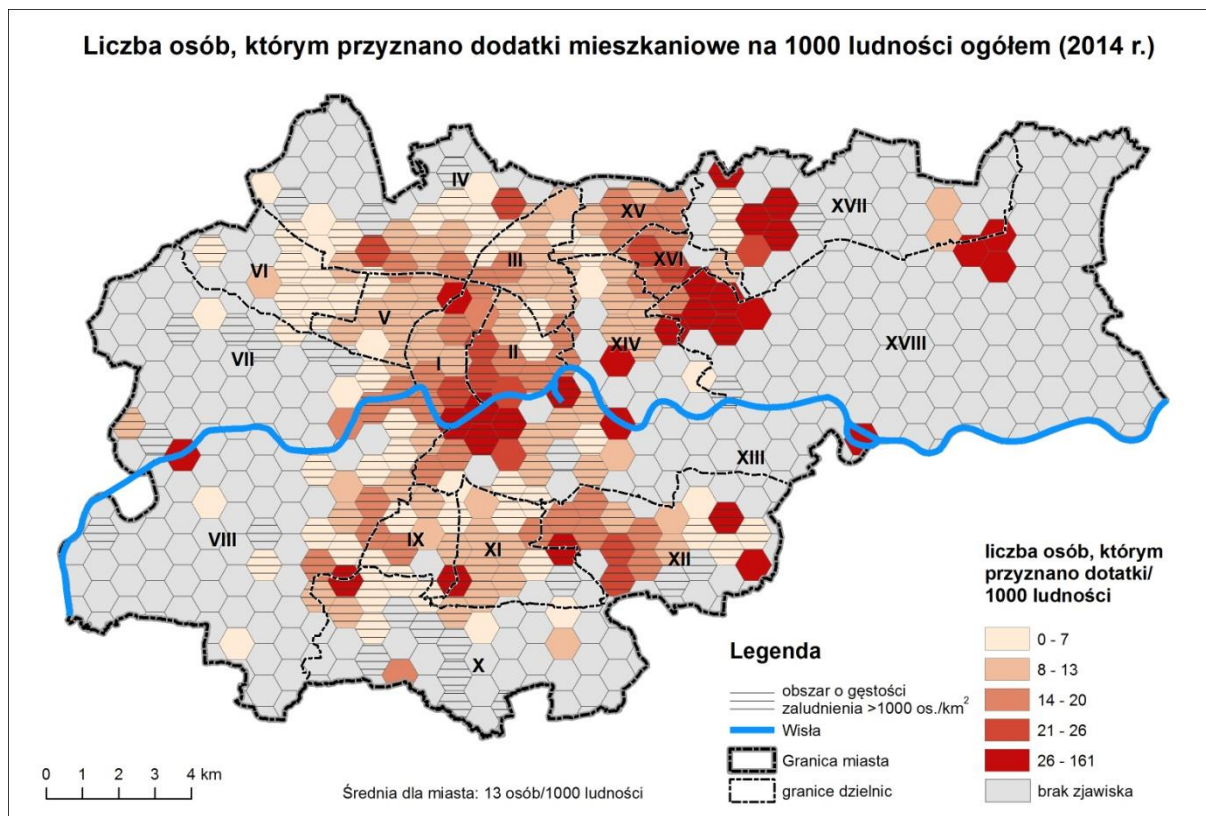 Liczba osób, którym przyznano dodatki mieszkaniowe na 1000 ludności ogółem (2014 r.)
IV
XV
XVII
VI
III
XVI
V
XVIII
VII
I
II
XIV
XIII
VIII
IX
XI
XII
X
liczba osób, którym
przyznano dotatki/
1000 ludności
0 - 7
8 - 13
14 - 20
21 - 26
26 - 161
brak zjawiska
Legenda
obszar o gęstości
zaludnienia >1000 os./km²
Wisła
Granica miasta
granice dzielnic
0 1 2 4 km
Średnia dla miasta: 13 osób/1000 ludności